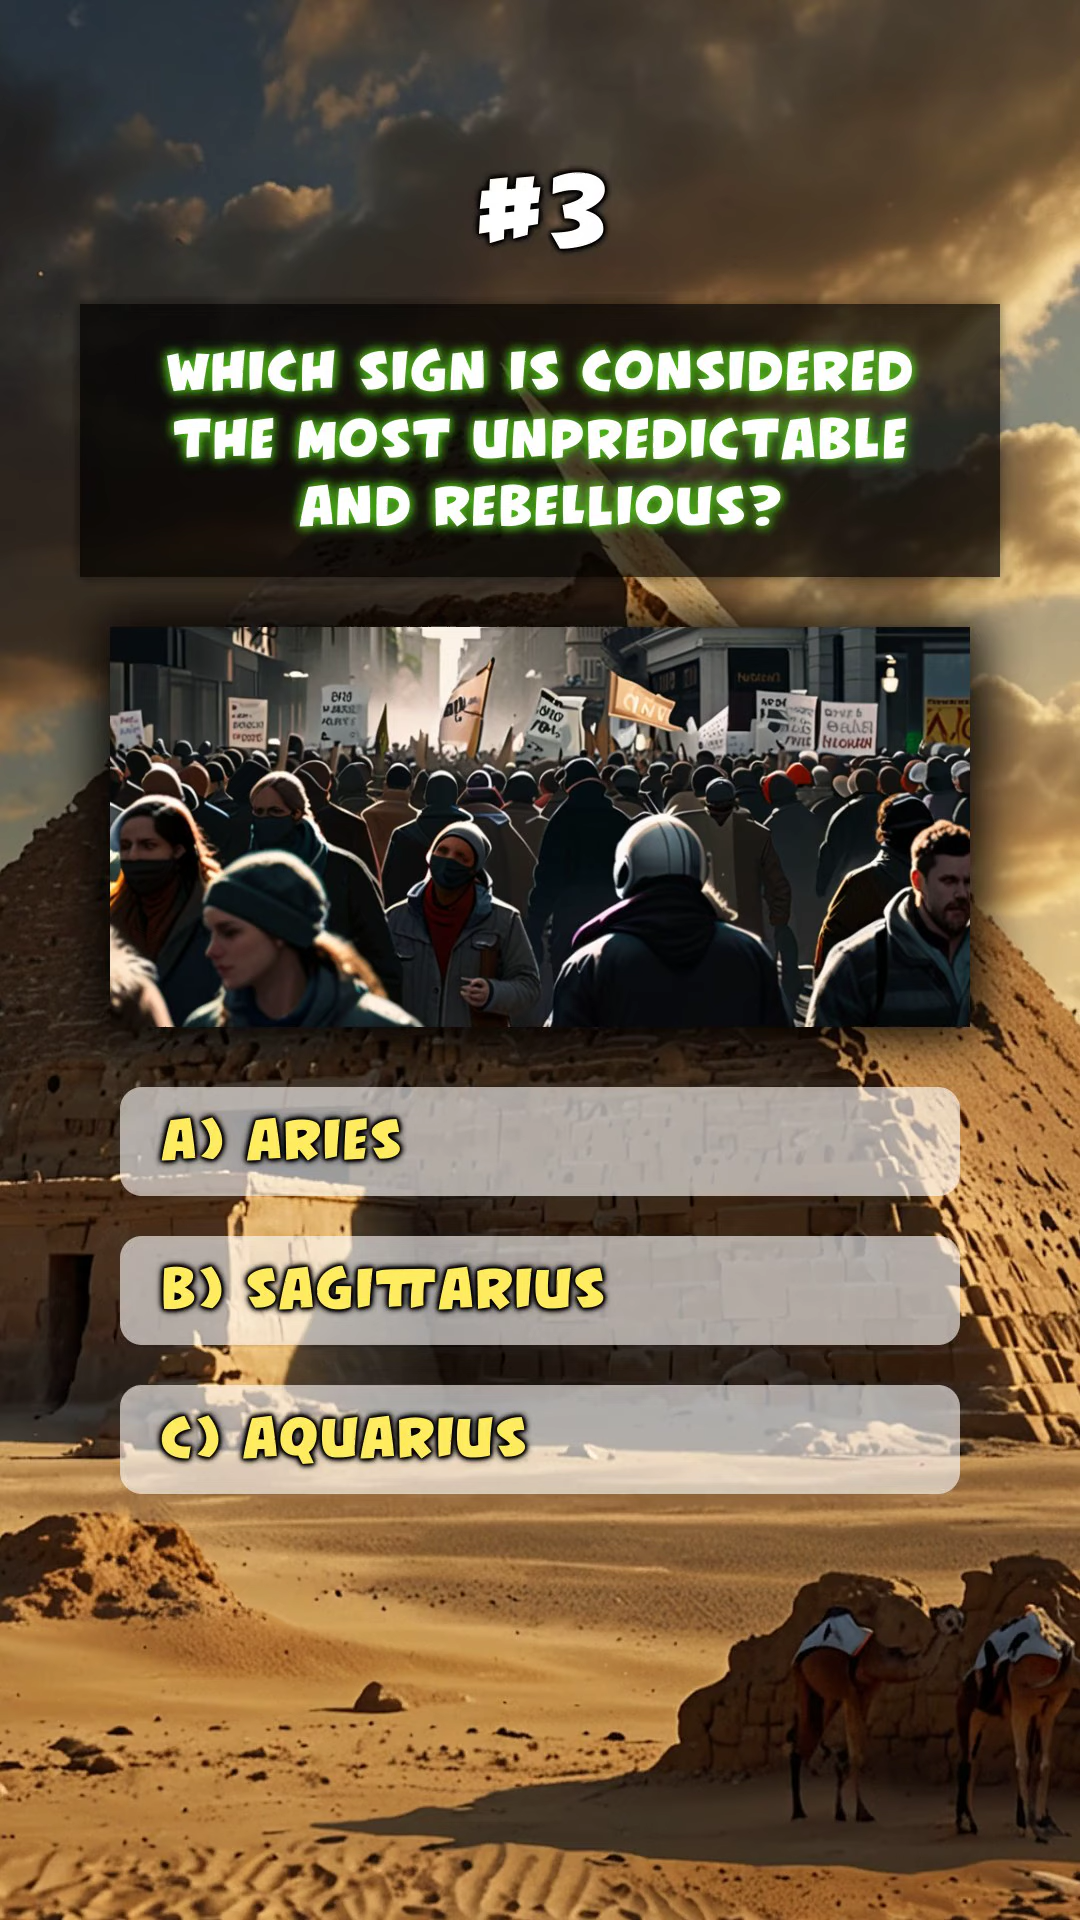 #3
WHICH SIGN IS CONSIDERED
THE MOST UNPREDICTABLE
AND REBELLIOUS?
A) ARIES
B) SAGITTARIUS
C) AQUARIUS